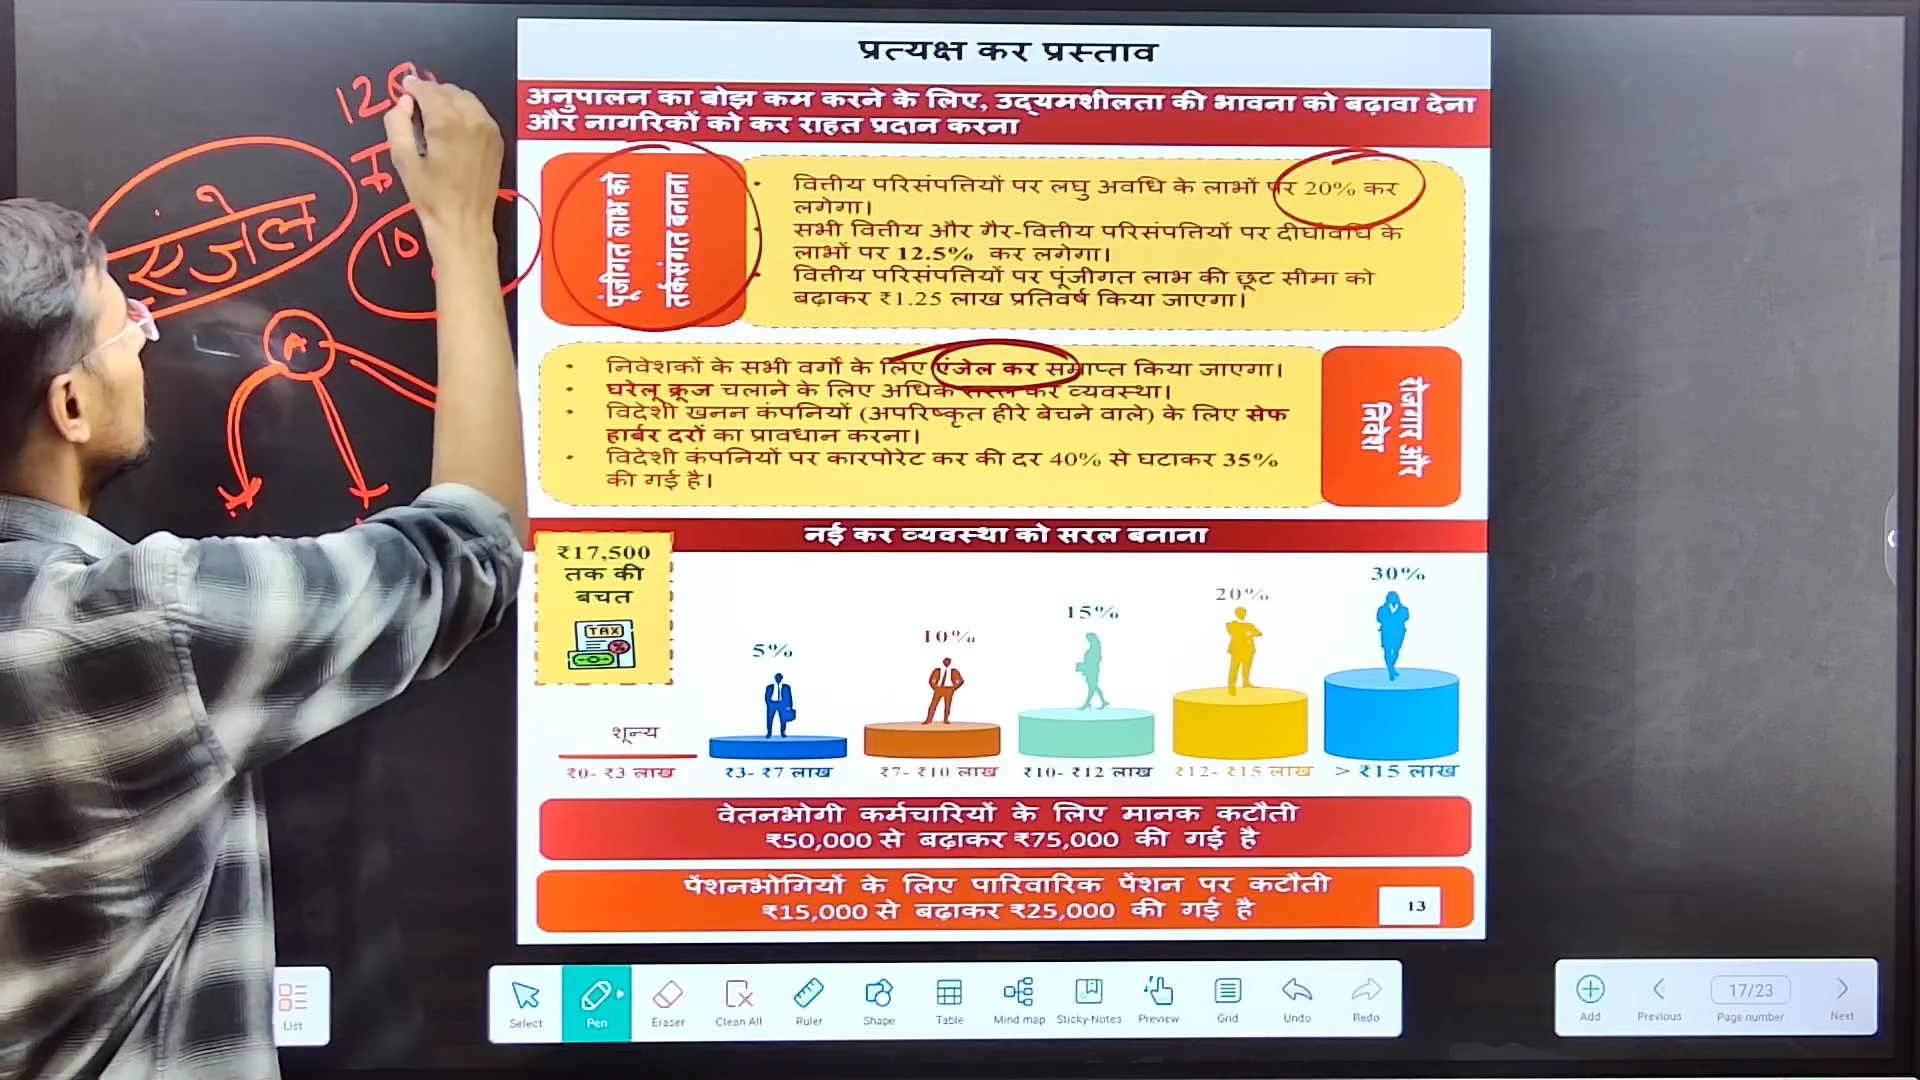 प्रत्यक्ष कर प्रस्ताव
अनुपालन का बोझ कम करने के लिए, उद्यमशीलता की भावना को बढ़ावा देना
और नागरिकों को कर राहत प्रदान करना
पूंजीगत लाभ को
तर्कसंगत बनाना
• वित्तीय परिसंपत्तियों पर लघु अवधि के लाभों पर 20% कर
लगेगा।
सभी वित्तीय और गैर-वित्तीय परिसंपत्तियों पर दीर्घावधि के
लाभों पर 12.5% कर लगेगा।
वित्तीय परिसंपत्तियों पर पूंजीगत लाभ की छूट सीमा को
बढ़ाकर ₹1.25 लाख प्रतिवर्ष किया जाएगा।
• निवेशकों के सभी वर्गों के लिए एंजेल कर समाप्त किया जाएगा।
• घरेलू क्रूज चलाने के लिए अधिक सरल कर व्यवस्था।
• विदेशी खनन कंपनियों (अपरिष्कृत हीरे बेचने वाले) के लिए सेफ
हार्बर दरों का प्रावधान करना।
• विदेशी कंपनियों पर कारपोरेट कर की दर 40% से घटाकर 35%
की गई है।
रोजगार और
निवेश
नई कर व्यवस्था को सरल बनाना
₹17,500
तक की
बचत
TAX
5%
10%
15%
20%
30%
शून्य
₹0- ₹3 लाख
₹3- ₹7 लाख
₹7- ₹10 लाख
₹10- ₹12 लाख
₹12- ₹15 लाख
> ₹15 लाख
वेतनभोगी कर्मचारियों के लिए मानक कटौती
₹50,000 से बढ़ाकर ₹75,000 की गई है
पेंशनभोगियों के लिए पारिवारिक पेंशन पर कटौती
₹15,000 से बढ़ाकर ₹25,000 की गई है
13
एंजेल
10
A
List
Select
Pen
Eraser
Clean All
Ruler
Shape
Table
Mind map
Sticky-Notes
Preview
Grid
Undo
Redo
Add
Previous
17/23
Page number
Next